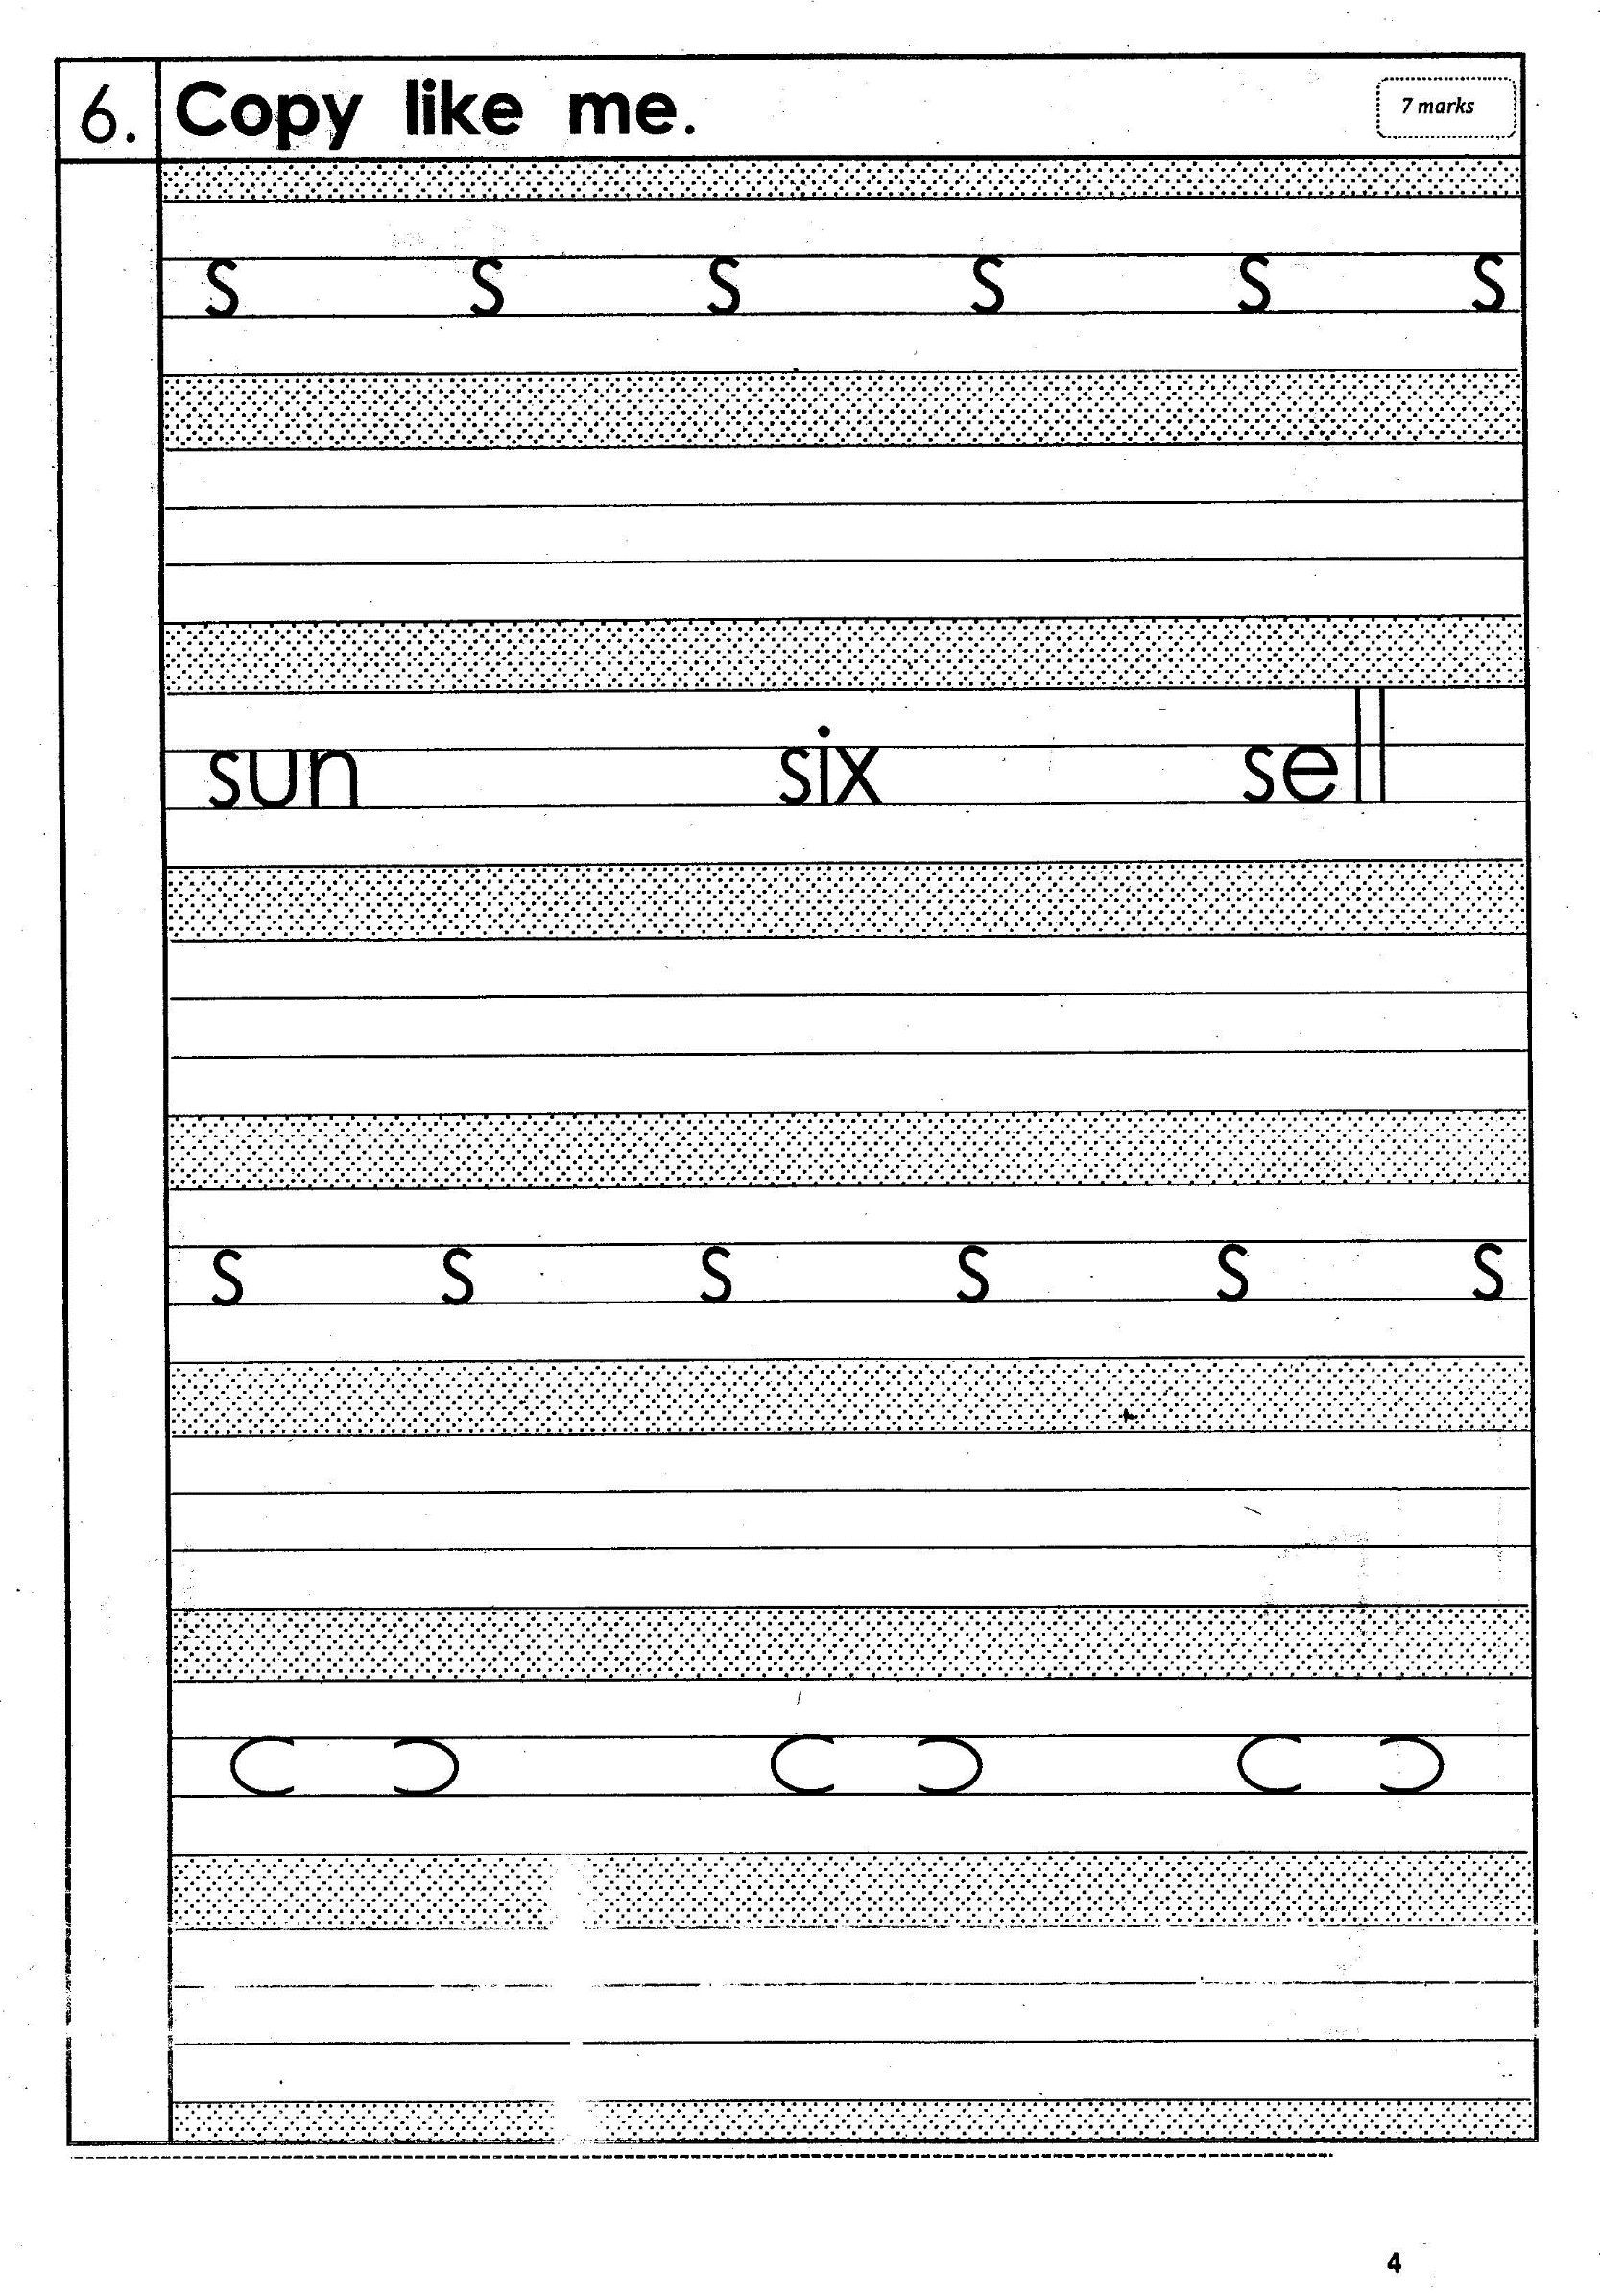 6. Copy like me.
7 marks
s s s s s s
sun six sell
s s s s s s
c ɔ c ɔ c ɔ
4